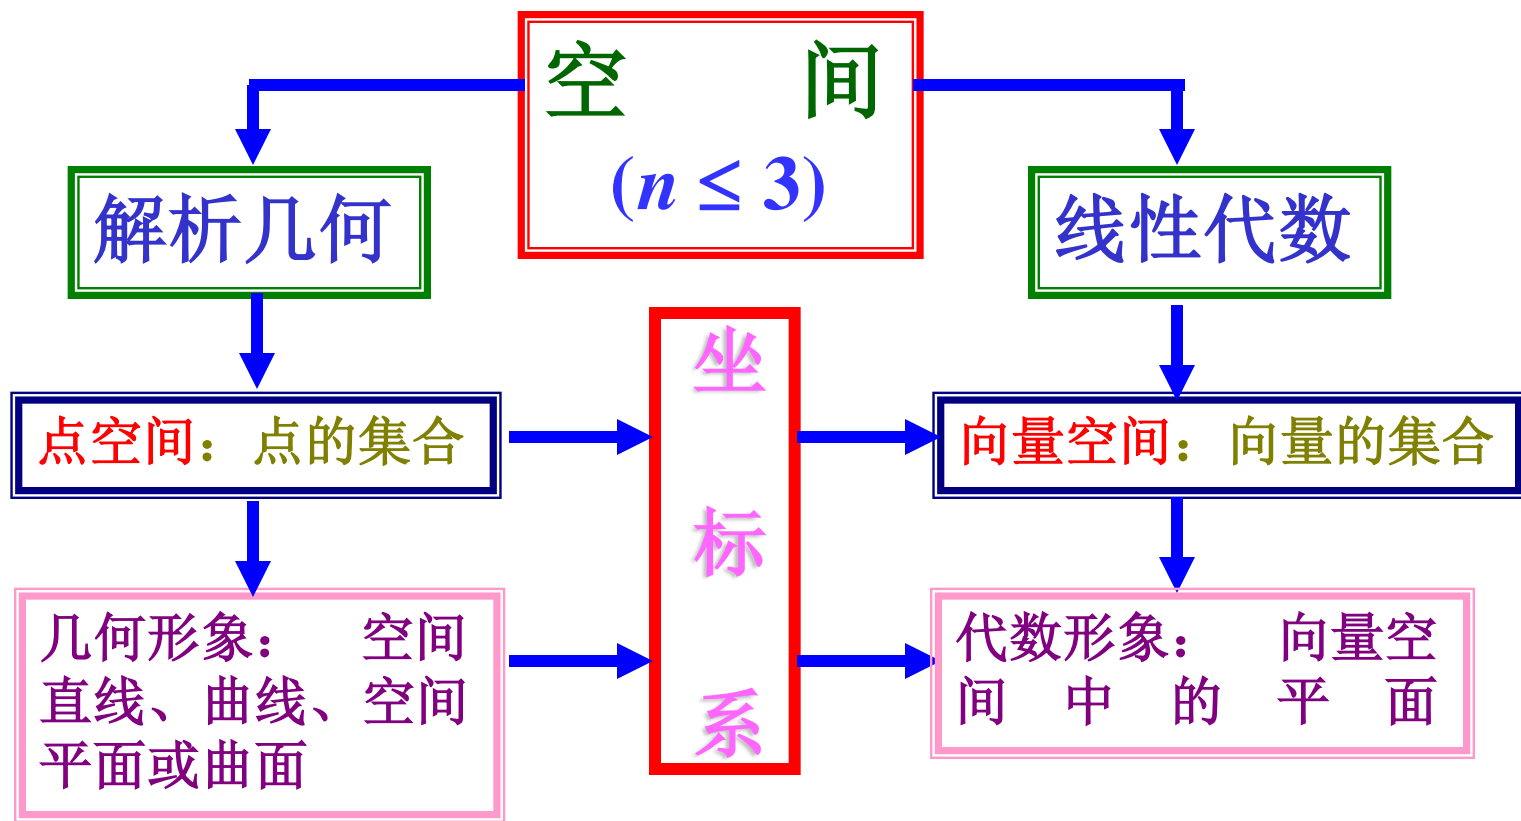 空 间
(n ≤ 3)
解析几何
线性代数
坐
标
系
点空间：点的集合
向量空间：向量的集合
几何形象： 空间
直线、曲线、空间
平面或曲面
代数形象： 向量空
间 中 的 平 面